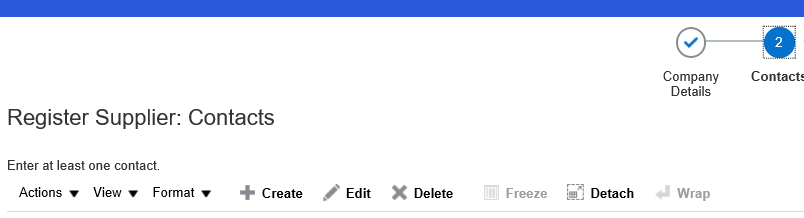 2
Company
Details
Contacts
Register Supplier: Contacts
Enter at least one contact.
Actions View Format Create Edit Delete Freeze Detach Wrap